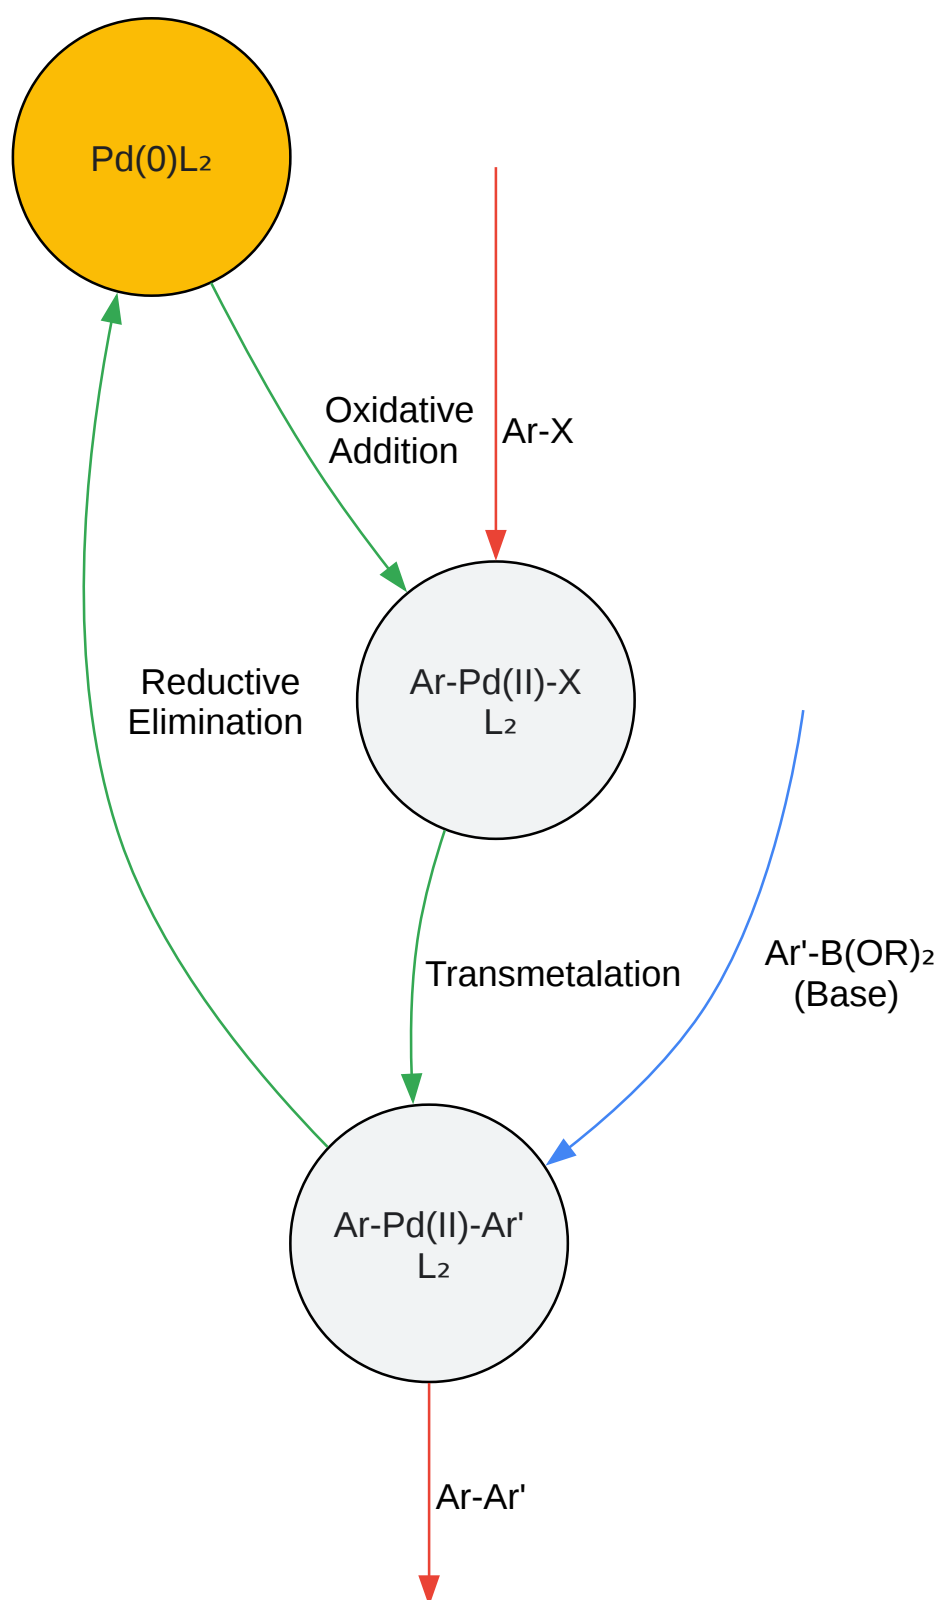 Pd(0)L₂
Oxidative
Addition
Ar-X
Ar-Pd(II)-X
L₂
Reductive
Elimination
Transmetalation
Ar'-B(OR)₂
(Base)
Ar-Pd(II)-Ar'
L₂
Ar-Ar'